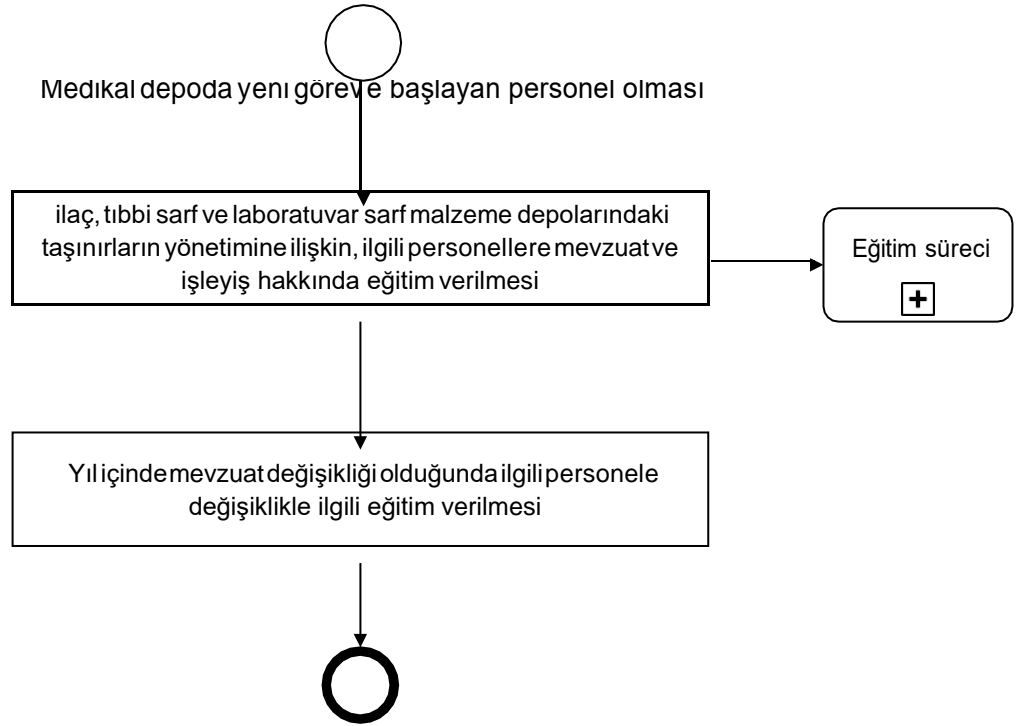 Medikal depoda yeni göreve başlayan personel olması
ilaç, tıbbi sarf ve laboratuvar sarf malzeme depolarındaki
taşınırların yönetimine ilişkin, ilgili personellere mevzuat ve
işleyiş hakkında eğitim verilmesi
Eğitim süreci
Yıl içinde mevzuat değişikliği olduğunda ilgili personele
değişiklikle ilgili eğitim verilmesi